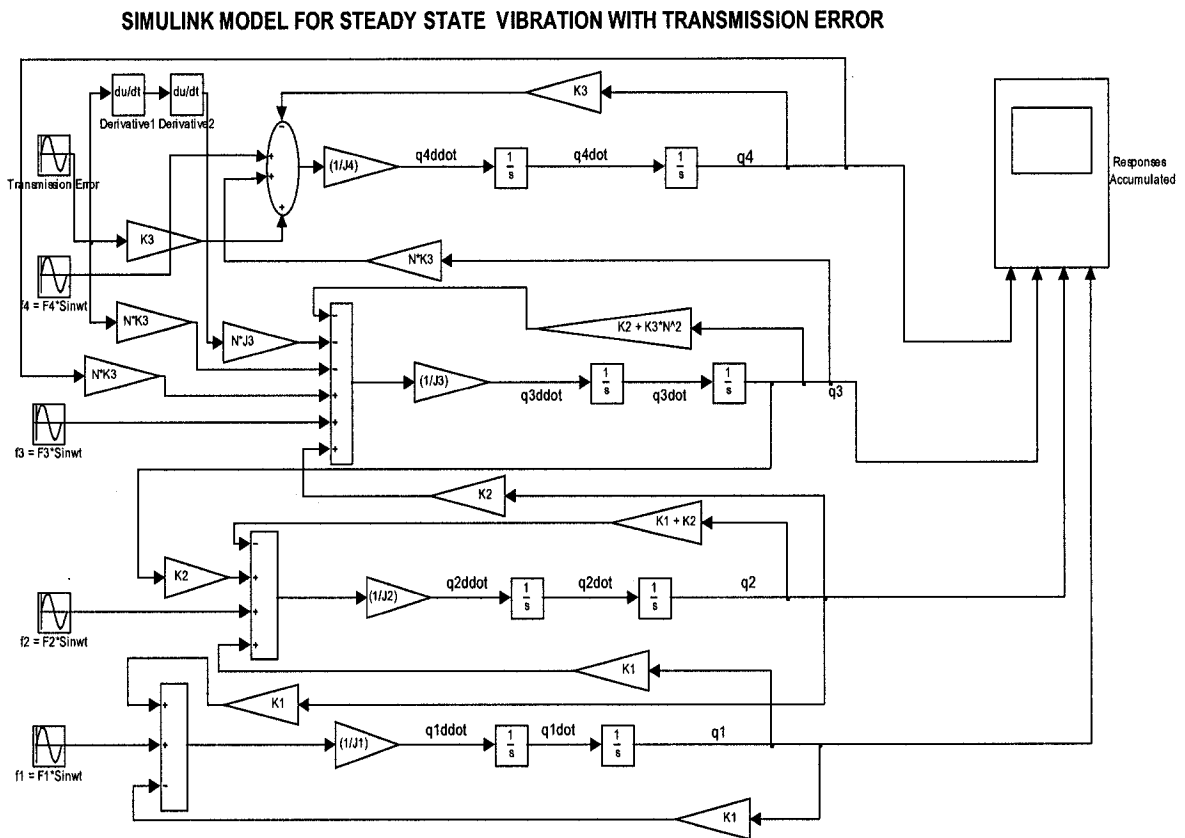 SIMULINK MODEL FOR STEADY STATE VIBRATION WITH TRANSMISSION ERROR
du/dt
du/dt
Derivative1
Derivative2
K3
-
Transmission Error
+
+
+
(1/J4)
q4ddot
1
s
q4dot
1
s
q4
Responses
Accumulated
K3
N*K3
f4 = F4*Sinwt
N*K3
N*J3
-
-
-
+
+
+
K2 + K3*N^2
N*K3
(1/J3)
q3ddot
1
s
q3dot
1
s
q3
f3 = F3*Sinwt
K2
K1 + K2
-
+
+
+
K2
(1/J2)
q2ddot
1
s
q2dot
1
s
q2
f2 = F2*Sinwt
K1
K1
+
+
-
(1/J1)
q1ddot
1
s
q1dot
1
s
q1
f1 = F1*Sinwt
K1